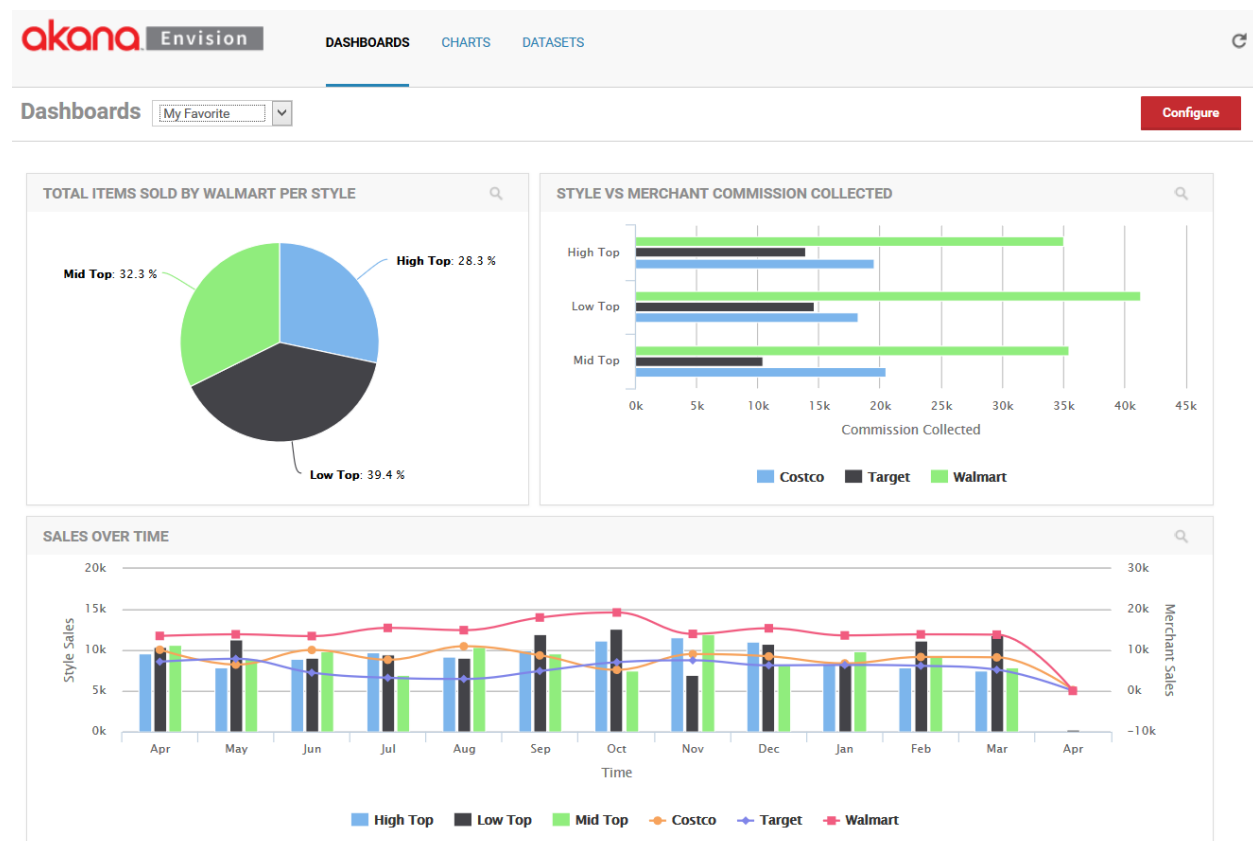 akana Envision
DASHBOARDS CHARTS DATASETS
Dashboards My Favorite Configure
TOTAL ITEMS SOLD BY WALMART PER STYLE
High Top: 28.3 %
Mid Top: 32.3 %
Low Top: 39.4 %
STYLE VS MERCHANT COMMISSION COLLECTED
High Top
Low Top
Mid Top
0k 5k 10k 15k 20k 25k 30k 35k 40k 45k
Commission Collected
Costco Target Walmart
SALES OVER TIME
20k 30k
15k 20k
10k 10k
5k 0k
0k -10k
Style Sales
Merchant Sales
Apr May Jun Jul Aug Sep Oct Nov Dec Jan Feb Mar Apr
Time
High Top Low Top Mid Top Costco Target Walmart